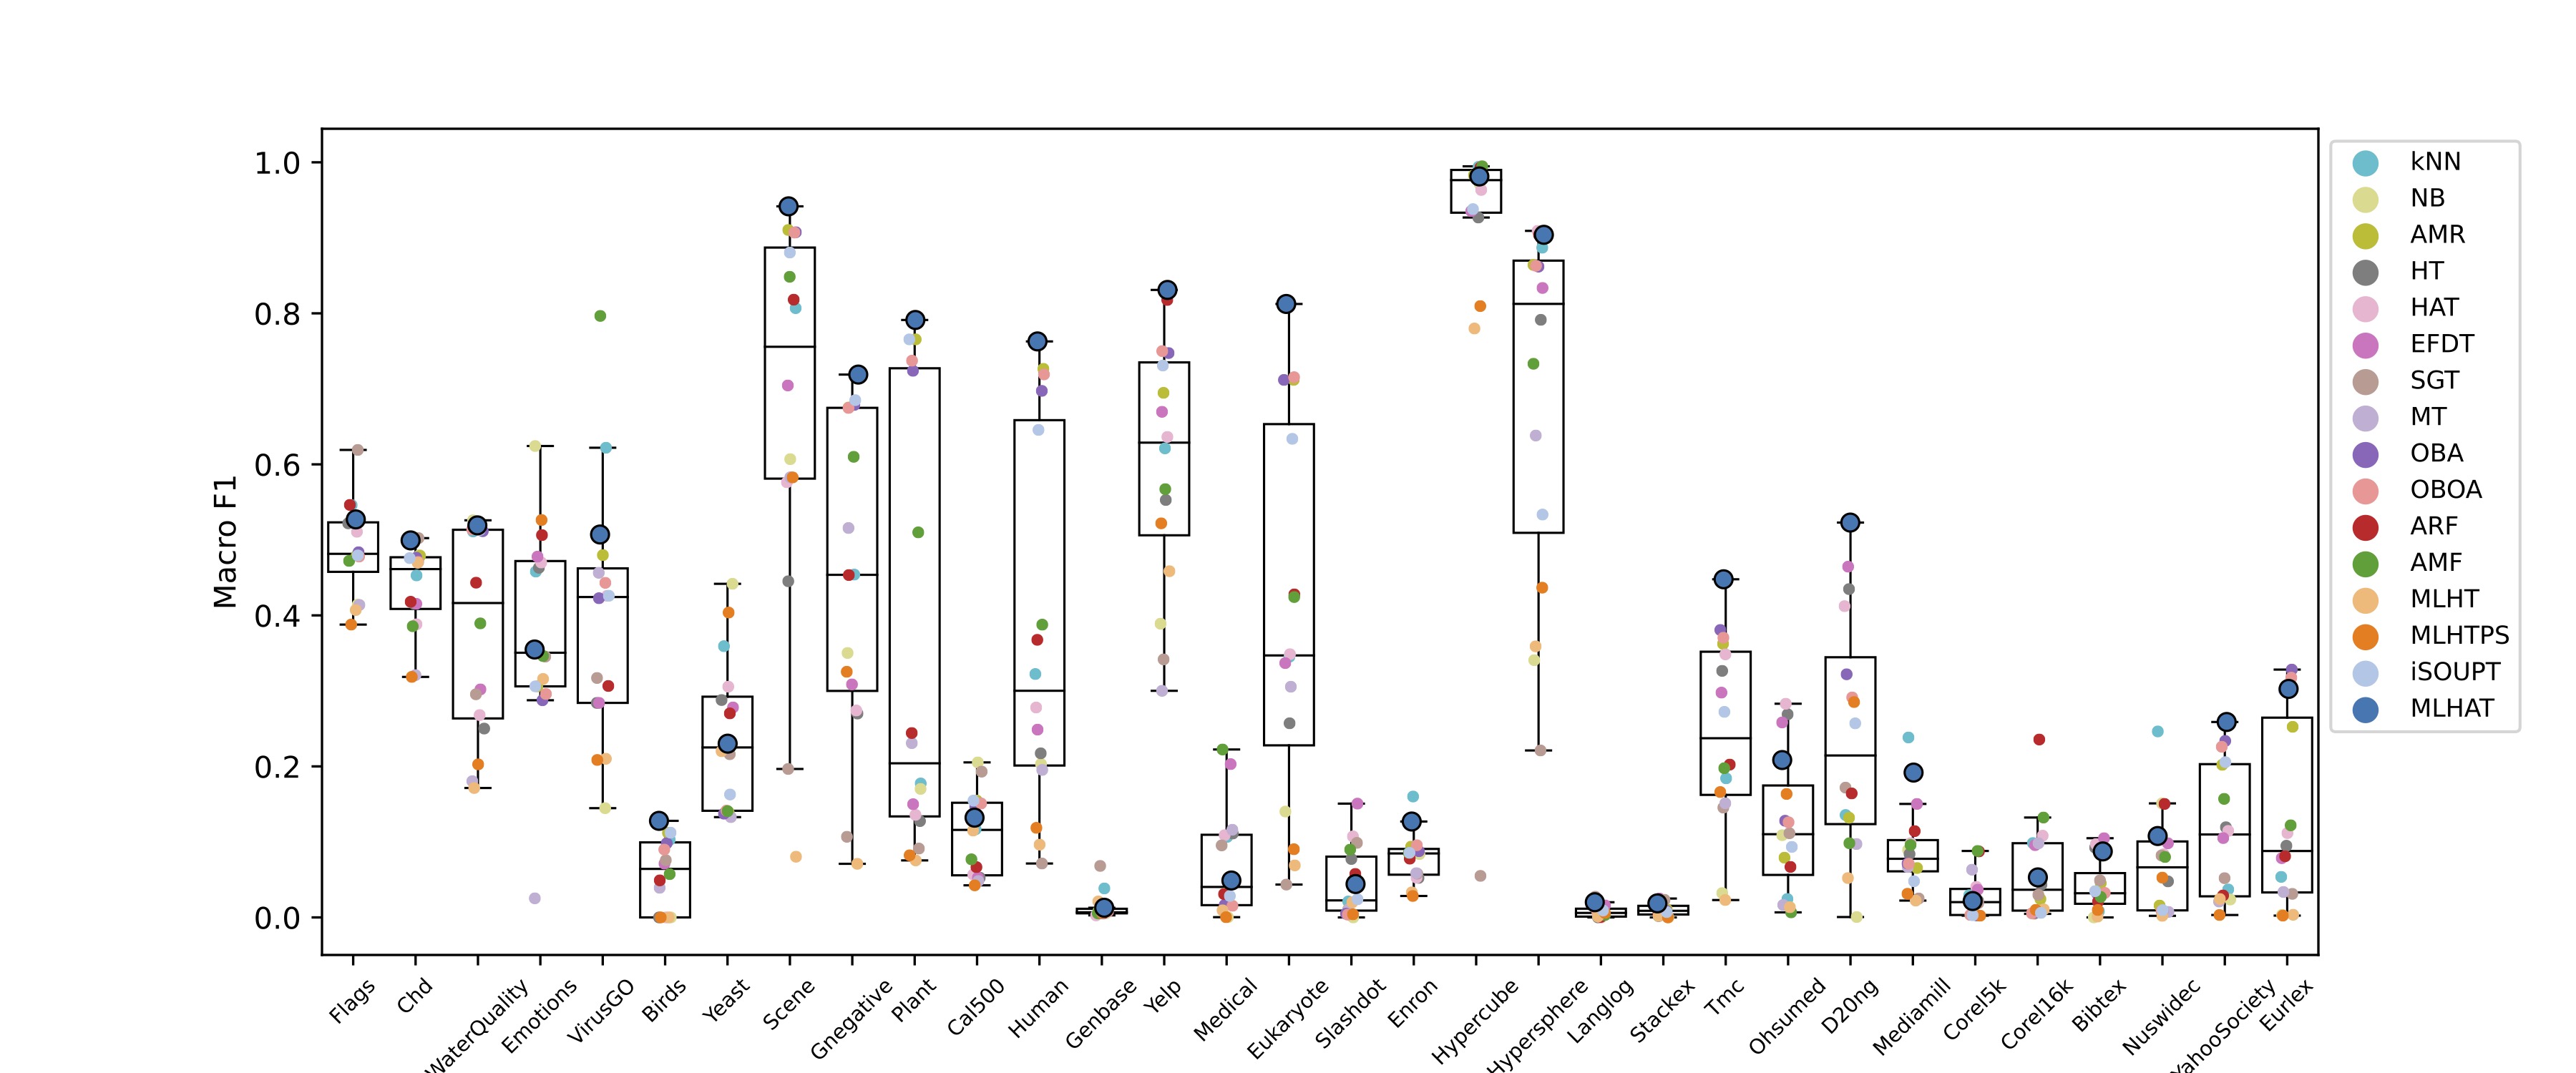 1.0
0.8
0.6
0.4
0.2
0.0
Macro F1
Flags
Chd
WaterQuality
Emotions
VirusGO
Birds
Yeast
Scene
Gnegative
Plant
Cal500
Human
Genbase
Yelp
Medical
Eukaryote
Slashdot
Enron
Hypercube
Hypersphere
Langlog
Stackex
Tmc
Ohsumed
D20ng
Mediamill
Corel5k
Corel16k
Bibtex
Nuswidec
YahooSociety
Eurlex
kNN
NB
AMR
HT
HAT
EFDT
SGT
MT
OBA
OBOA
ARF
AMF
MLHT
MLHTPS
iSOUPT
MLHAT